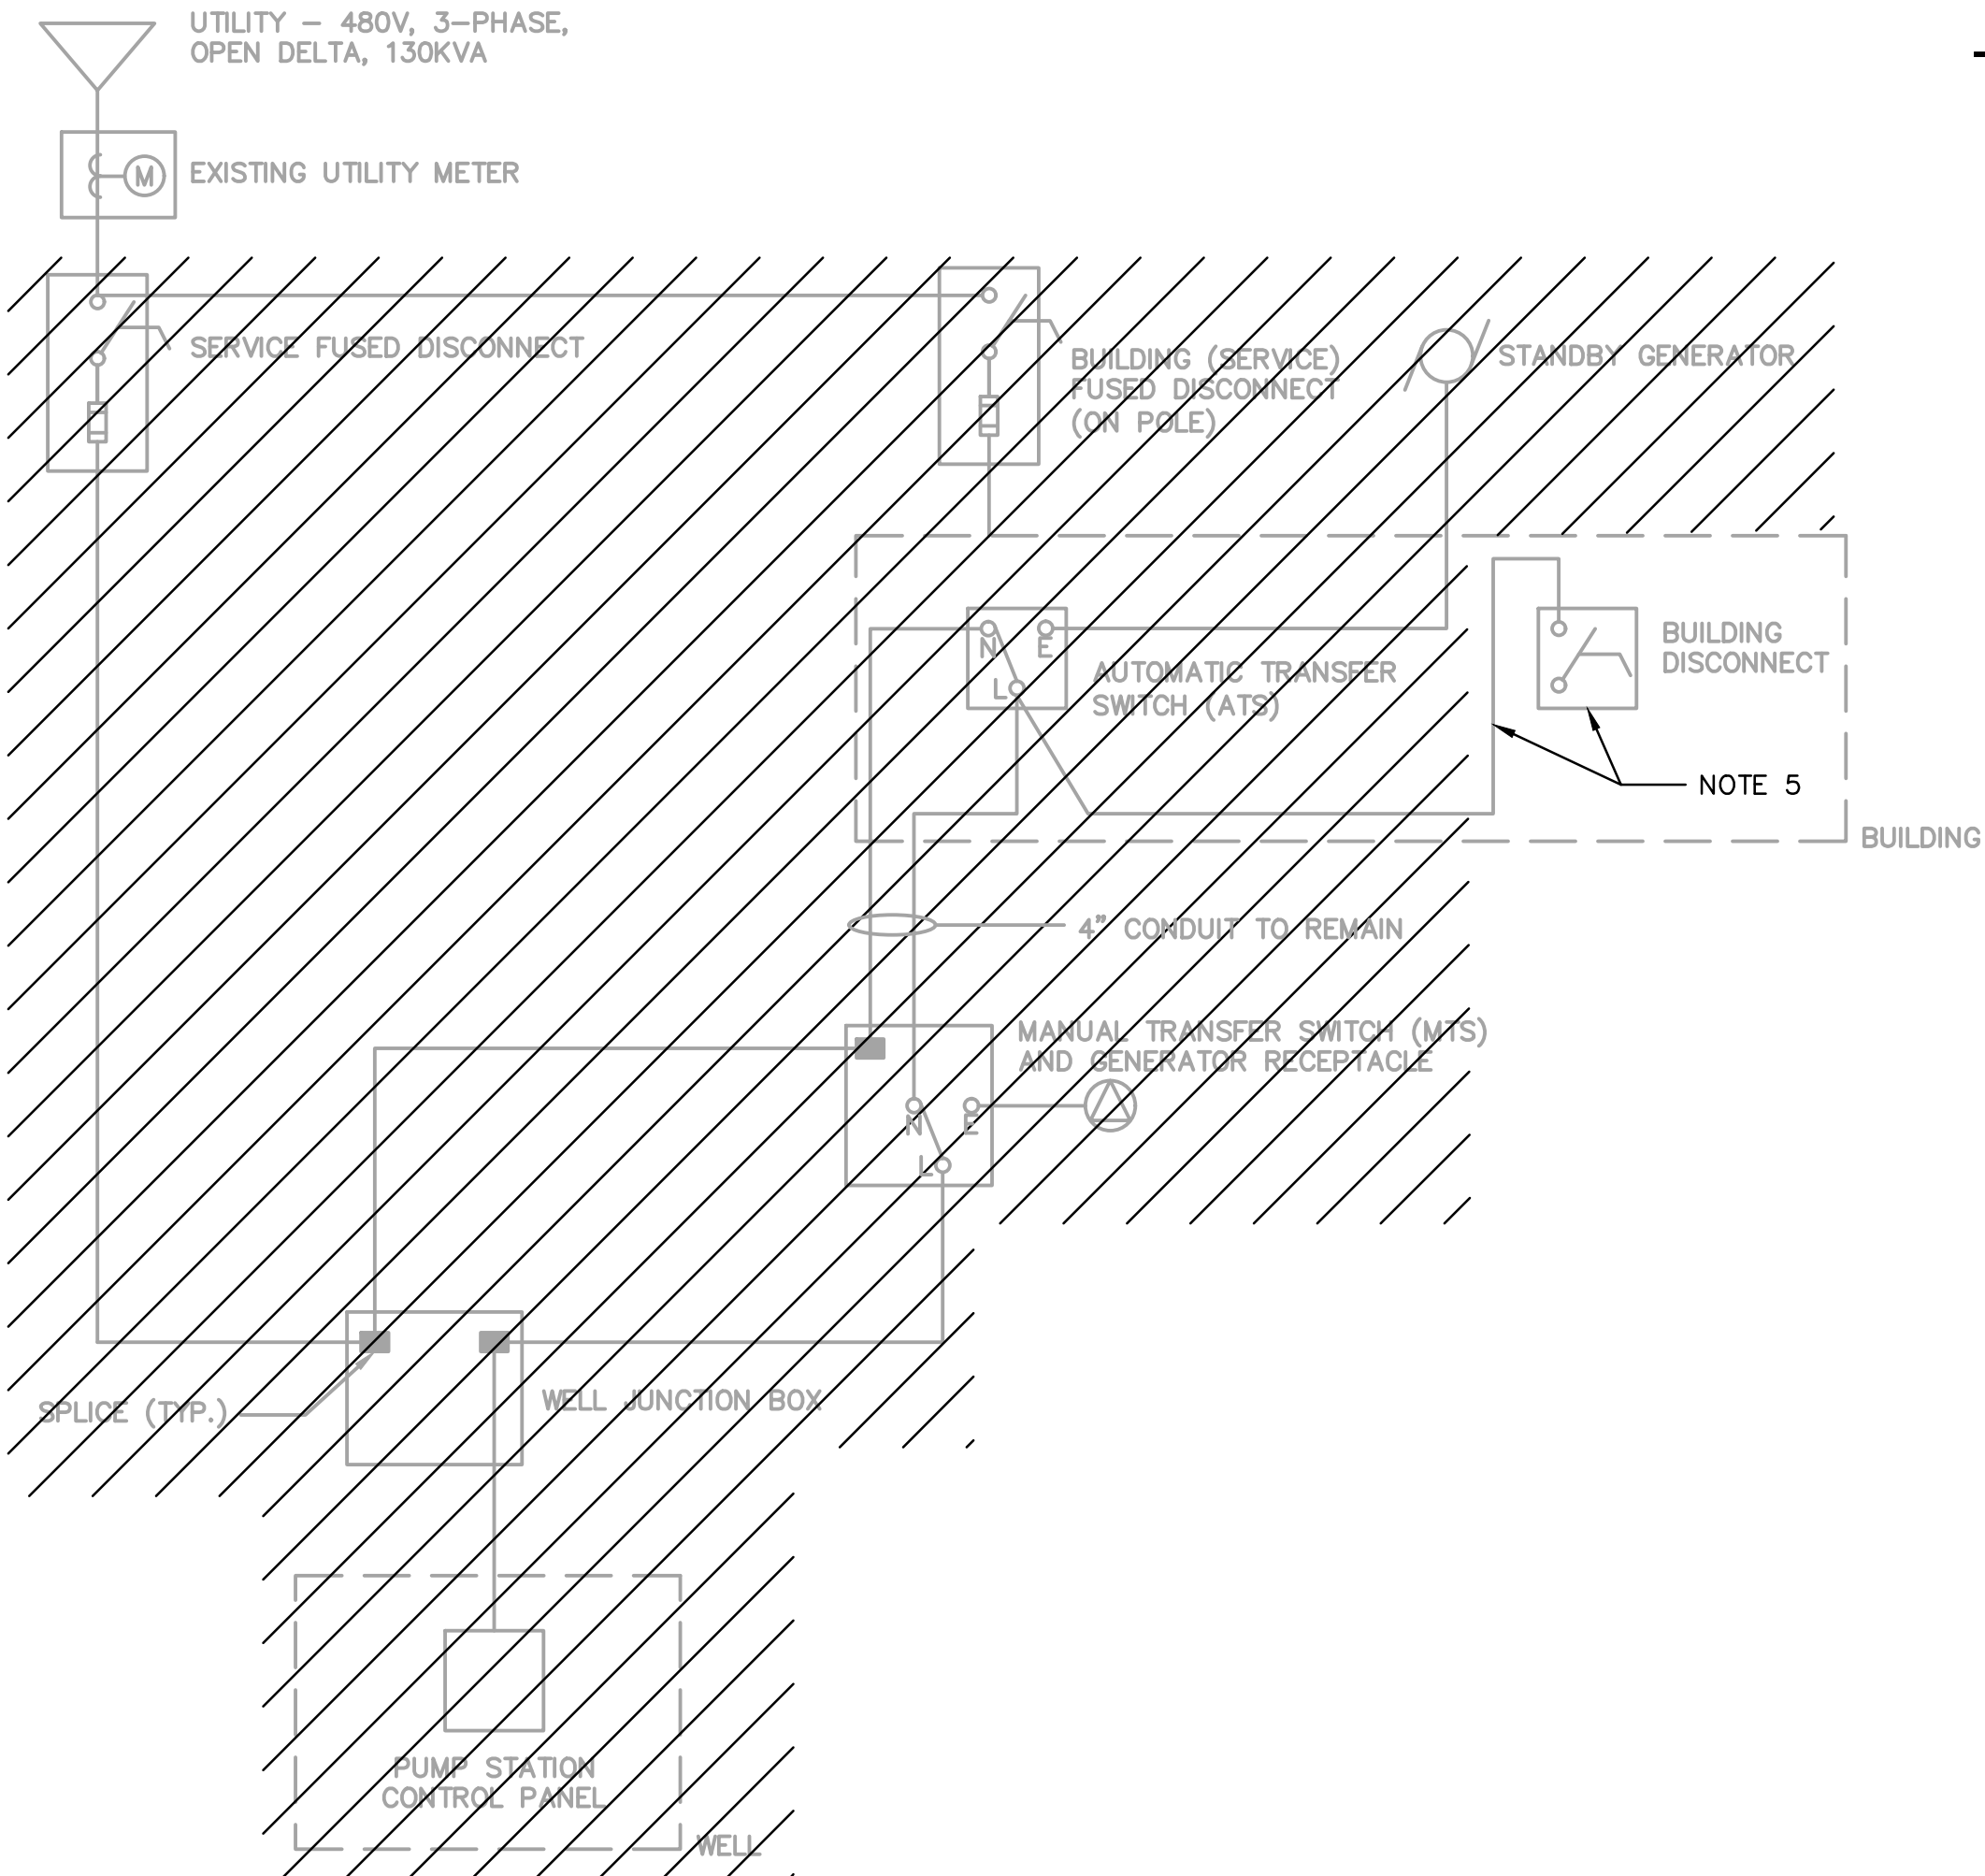 UTILITY – 480V, 3–PHASE,
OPEN DELTA, 130KVA
M
EXISTING UTILITY METER
SERVICE FUSED DISCONNECT
BUILDING (SERVICE)
FUSED DISCONNECT
(ON POLE)
STANDBY GENERATOR
N E
L
AUTOMATIC TRANSFER
SWITCH (ATS)
BUILDING
DISCONNECT
NOTE 5
BUILDING
4" CONDUIT TO REMAIN
MANUAL TRANSFER SWITCH (MTS)
AND GENERATOR RECEPTACLE
N E
L
SPLICE (TYP.)
WELL JUNCTION BOX
PUMP STATION
CONTROL PANEL
WELL